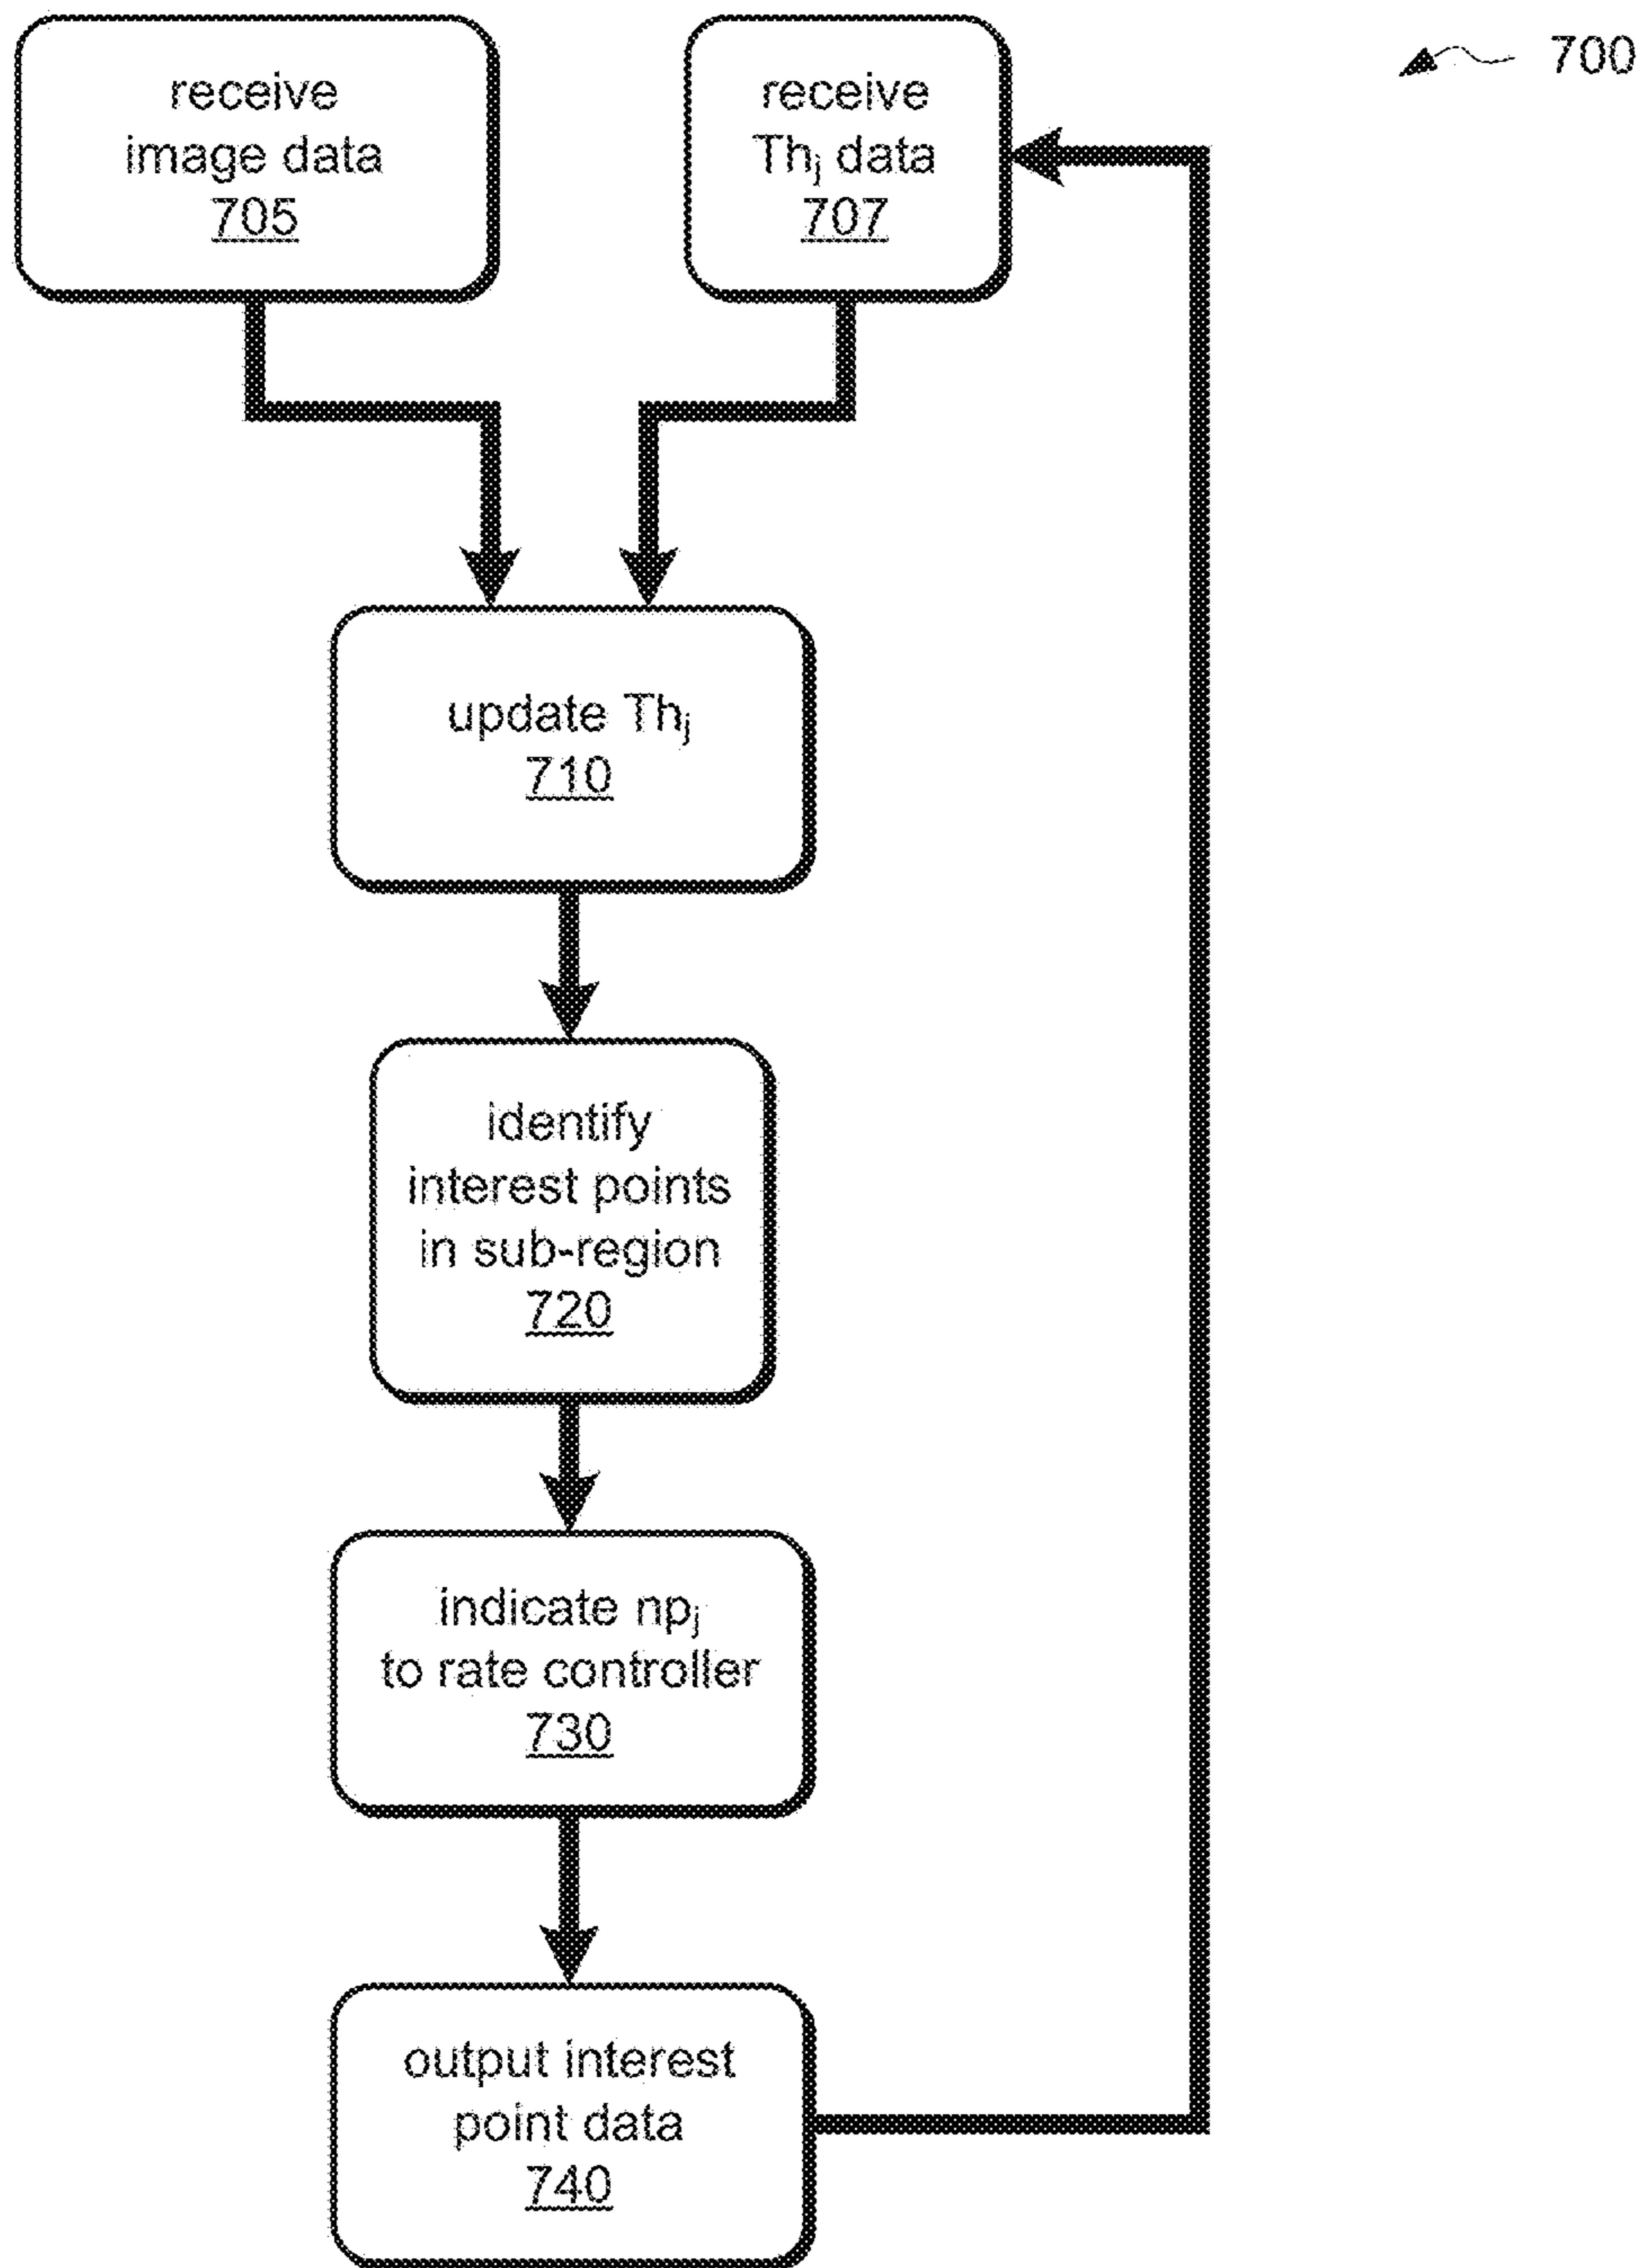 700
receive
image data
705
receive
Thⱼ data
707
update Thⱼ
710
identify
interest points
in sub-region
720
indicate npⱼ
to rate controller
730
output interest
point data
740